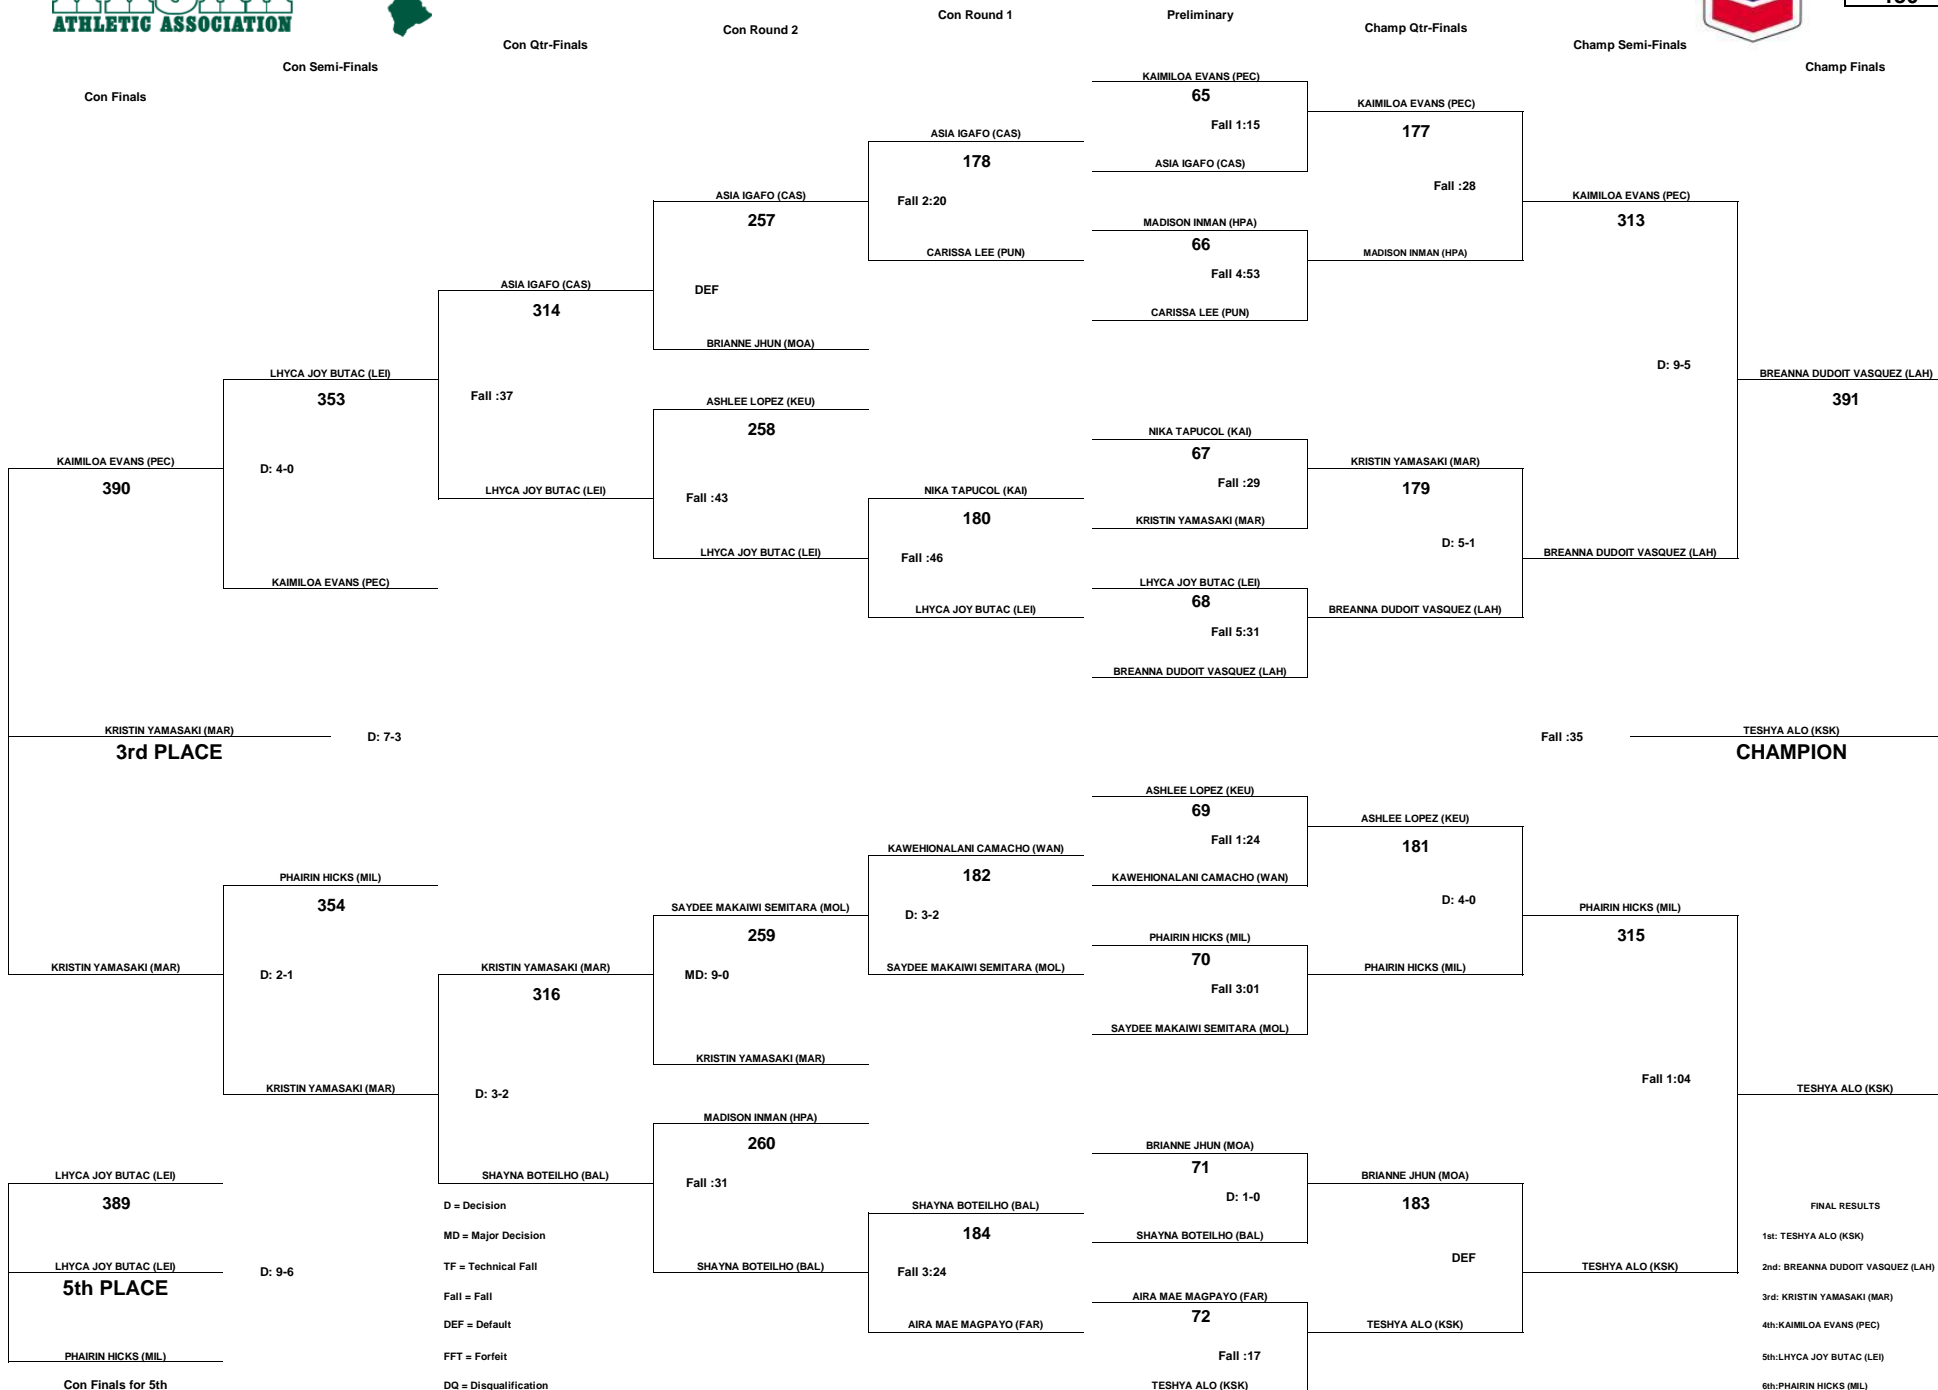 ATHLETIC ASSOCIATION
Con Finals
Con Semi-Finals
Con Qtr-Finals
Con Round 2
Con Round 1
Preliminary
Champ Qtr-Finals
Champ Semi-Finals
Champ Finals
KAIMILOA EVANS (PEC)
65
Fall 1:15
ASIA IGAFO (CAS)
MADISON INMAN (HPA)
66
Fall 4:53
CARISSA LEE (PUN)
NIKA TAPUCOL (KAI)
67
Fall :29
KRISTIN YAMASAKI (MAR)
LHYCA JOY BUTAC (LEI)
68
Fall 5:31
BREANNA DUDOIT VASQUEZ (LAH)
ASHLEE LOPEZ (KEU)
69
Fall 1:24
KAWEHIONALANI CAMACHO (WAN)
PHAIRIN HICKS (MIL)
70
Fall 3:01
SAYDEE MAKAIWI SEMITARA (MOL)
BRIANNE JHUN (MOA)
71
D: 1-0
SHAYNA BOTEILHO (BAL)
AIRA MAE MAGPAYO (FAR)
72
Fall :17
TESHYA ALO (KSK)
KAIMILOA EVANS (PEC)
177
Fall :28
MADISON INMAN (HPA)
KRISTIN YAMASAKI (MAR)
179
D: 5-1
BREANNA DUDOIT VASQUEZ (LAH)
ASHLEE LOPEZ (KEU)
181
D: 4-0
PHAIRIN HICKS (MIL)
BRIANNE JHUN (MOA)
183
DEF
TESHYA ALO (KSK)
KAIMILOA EVANS (PEC)
313
D: 9-5
BREANNA DUDOIT VASQUEZ (LAH)
PHAIRIN HICKS (MIL)
315
Fall 1:04
TESHYA ALO (KSK)
BREANNA DUDOIT VASQUEZ (LAH)
391
Fall :35
TESHYA ALO (KSK)
CHAMPION
TESHYA ALO (KSK)
ASIA IGAFO (CAS)
178
Fall 2:20
CARISSA LEE (PUN)
NIKA TAPUCOL (KAI)
180
Fall :46
LHYCA JOY BUTAC (LEI)
KAWEHIONALANI CAMACHO (WAN)
182
D: 3-2
SAYDEE MAKAIWI SEMITARA (MOL)
SHAYNA BOTEILHO (BAL)
184
Fall 3:24
AIRA MAE MAGPAYO (FAR)
ASIA IGAFO (CAS)
257
DEF
BRIANNE JHUN (MOA)
ASHLEE LOPEZ (KEU)
258
Fall :43
LHYCA JOY BUTAC (LEI)
SAYDEE MAKAIWI SEMITARA (MOL)
259
MD: 9-0
KRISTIN YAMASAKI (MAR)
MADISON INMAN (HPA)
260
Fall :31
SHAYNA BOTEILHO (BAL)
ASIA IGAFO (CAS)
314
Fall :37
LHYCA JOY BUTAC (LEI)
KRISTIN YAMASAKI (MAR)
316
D: 3-2
SHAYNA BOTEILHO (BAL)
LHYCA JOY BUTAC (LEI)
353
D: 4-0
KAIMILOA EVANS (PEC)
PHAIRIN HICKS (MIL)
354
D: 2-1
KRISTIN YAMASAKI (MAR)
KAIMILOA EVANS (PEC)
390
KRISTIN YAMASAKI (MAR)
3rd PLACE
D: 7-3
KRISTIN YAMASAKI (MAR)
LHYCA JOY BUTAC (LEI)
389
LHYCA JOY BUTAC (LEI)
5th PLACE
D: 9-6
PHAIRIN HICKS (MIL)
Con Finals for 5th
D = Decision
MD = Major Decision
TF = Technical Fall
Fall = Fall
DEF = Default
FFT = Forfeit
DQ = Disqualification
FINAL RESULTS
1st: TESHYA ALO (KSK)
2nd: BREANNA DUDOIT VASQUEZ (LAH)
3rd: KRISTIN YAMASAKI (MAR)
4th:KAIMILOA EVANS (PEC)
5th:LHYCA JOY BUTAC (LEI)
6th:PHAIRIN HICKS (MIL)